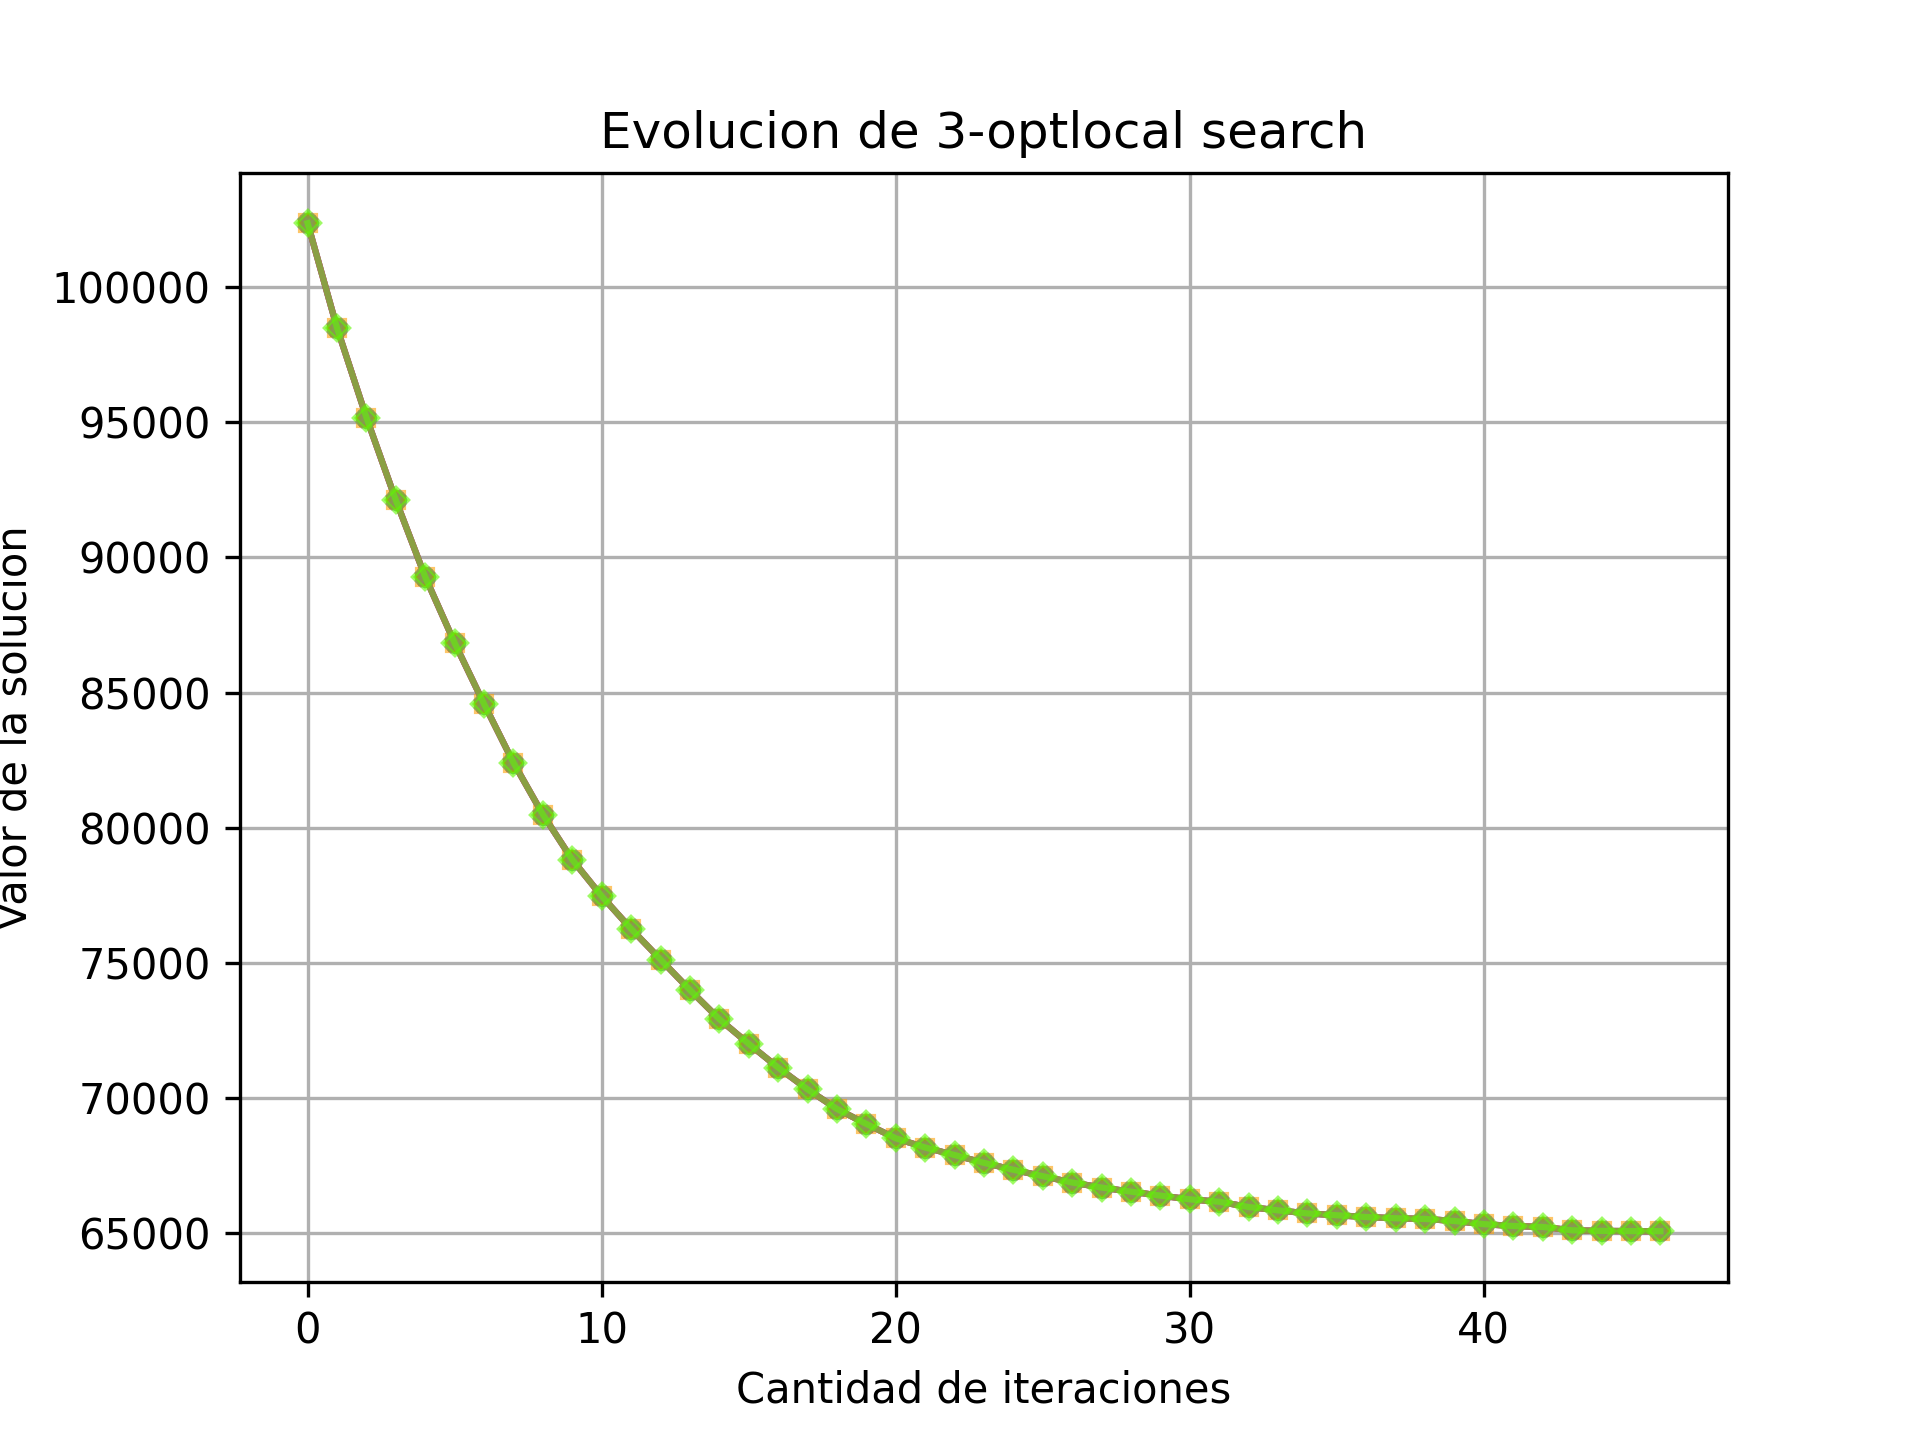 Evolucion de 3-optlocal search
100000
95000
90000
85000
80000
75000
70000
65000
Valor de la solucion
0 10 20 30 40
Cantidad de iteraciones